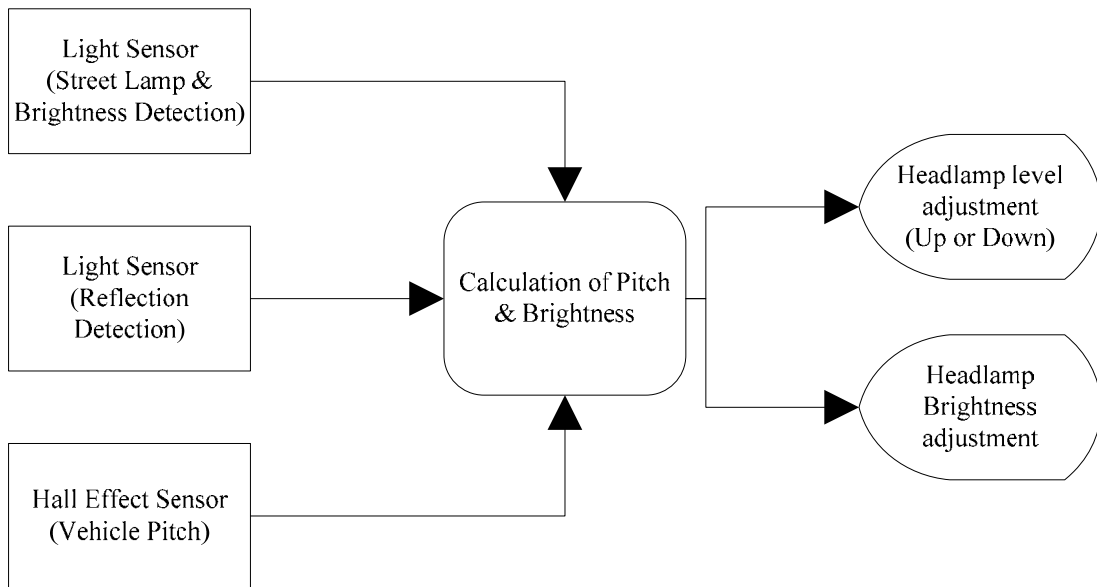 Light Sensor
(Street Lamp &
Brightness Detection)
Light Sensor
(Reflection
Detection)
Hall Effect Sensor
(Vehicle Pitch)
Calculation of Pitch
& Brightness
Headlamp level
adjustment
(Up or Down)
Headlamp
Brightness
adjustment